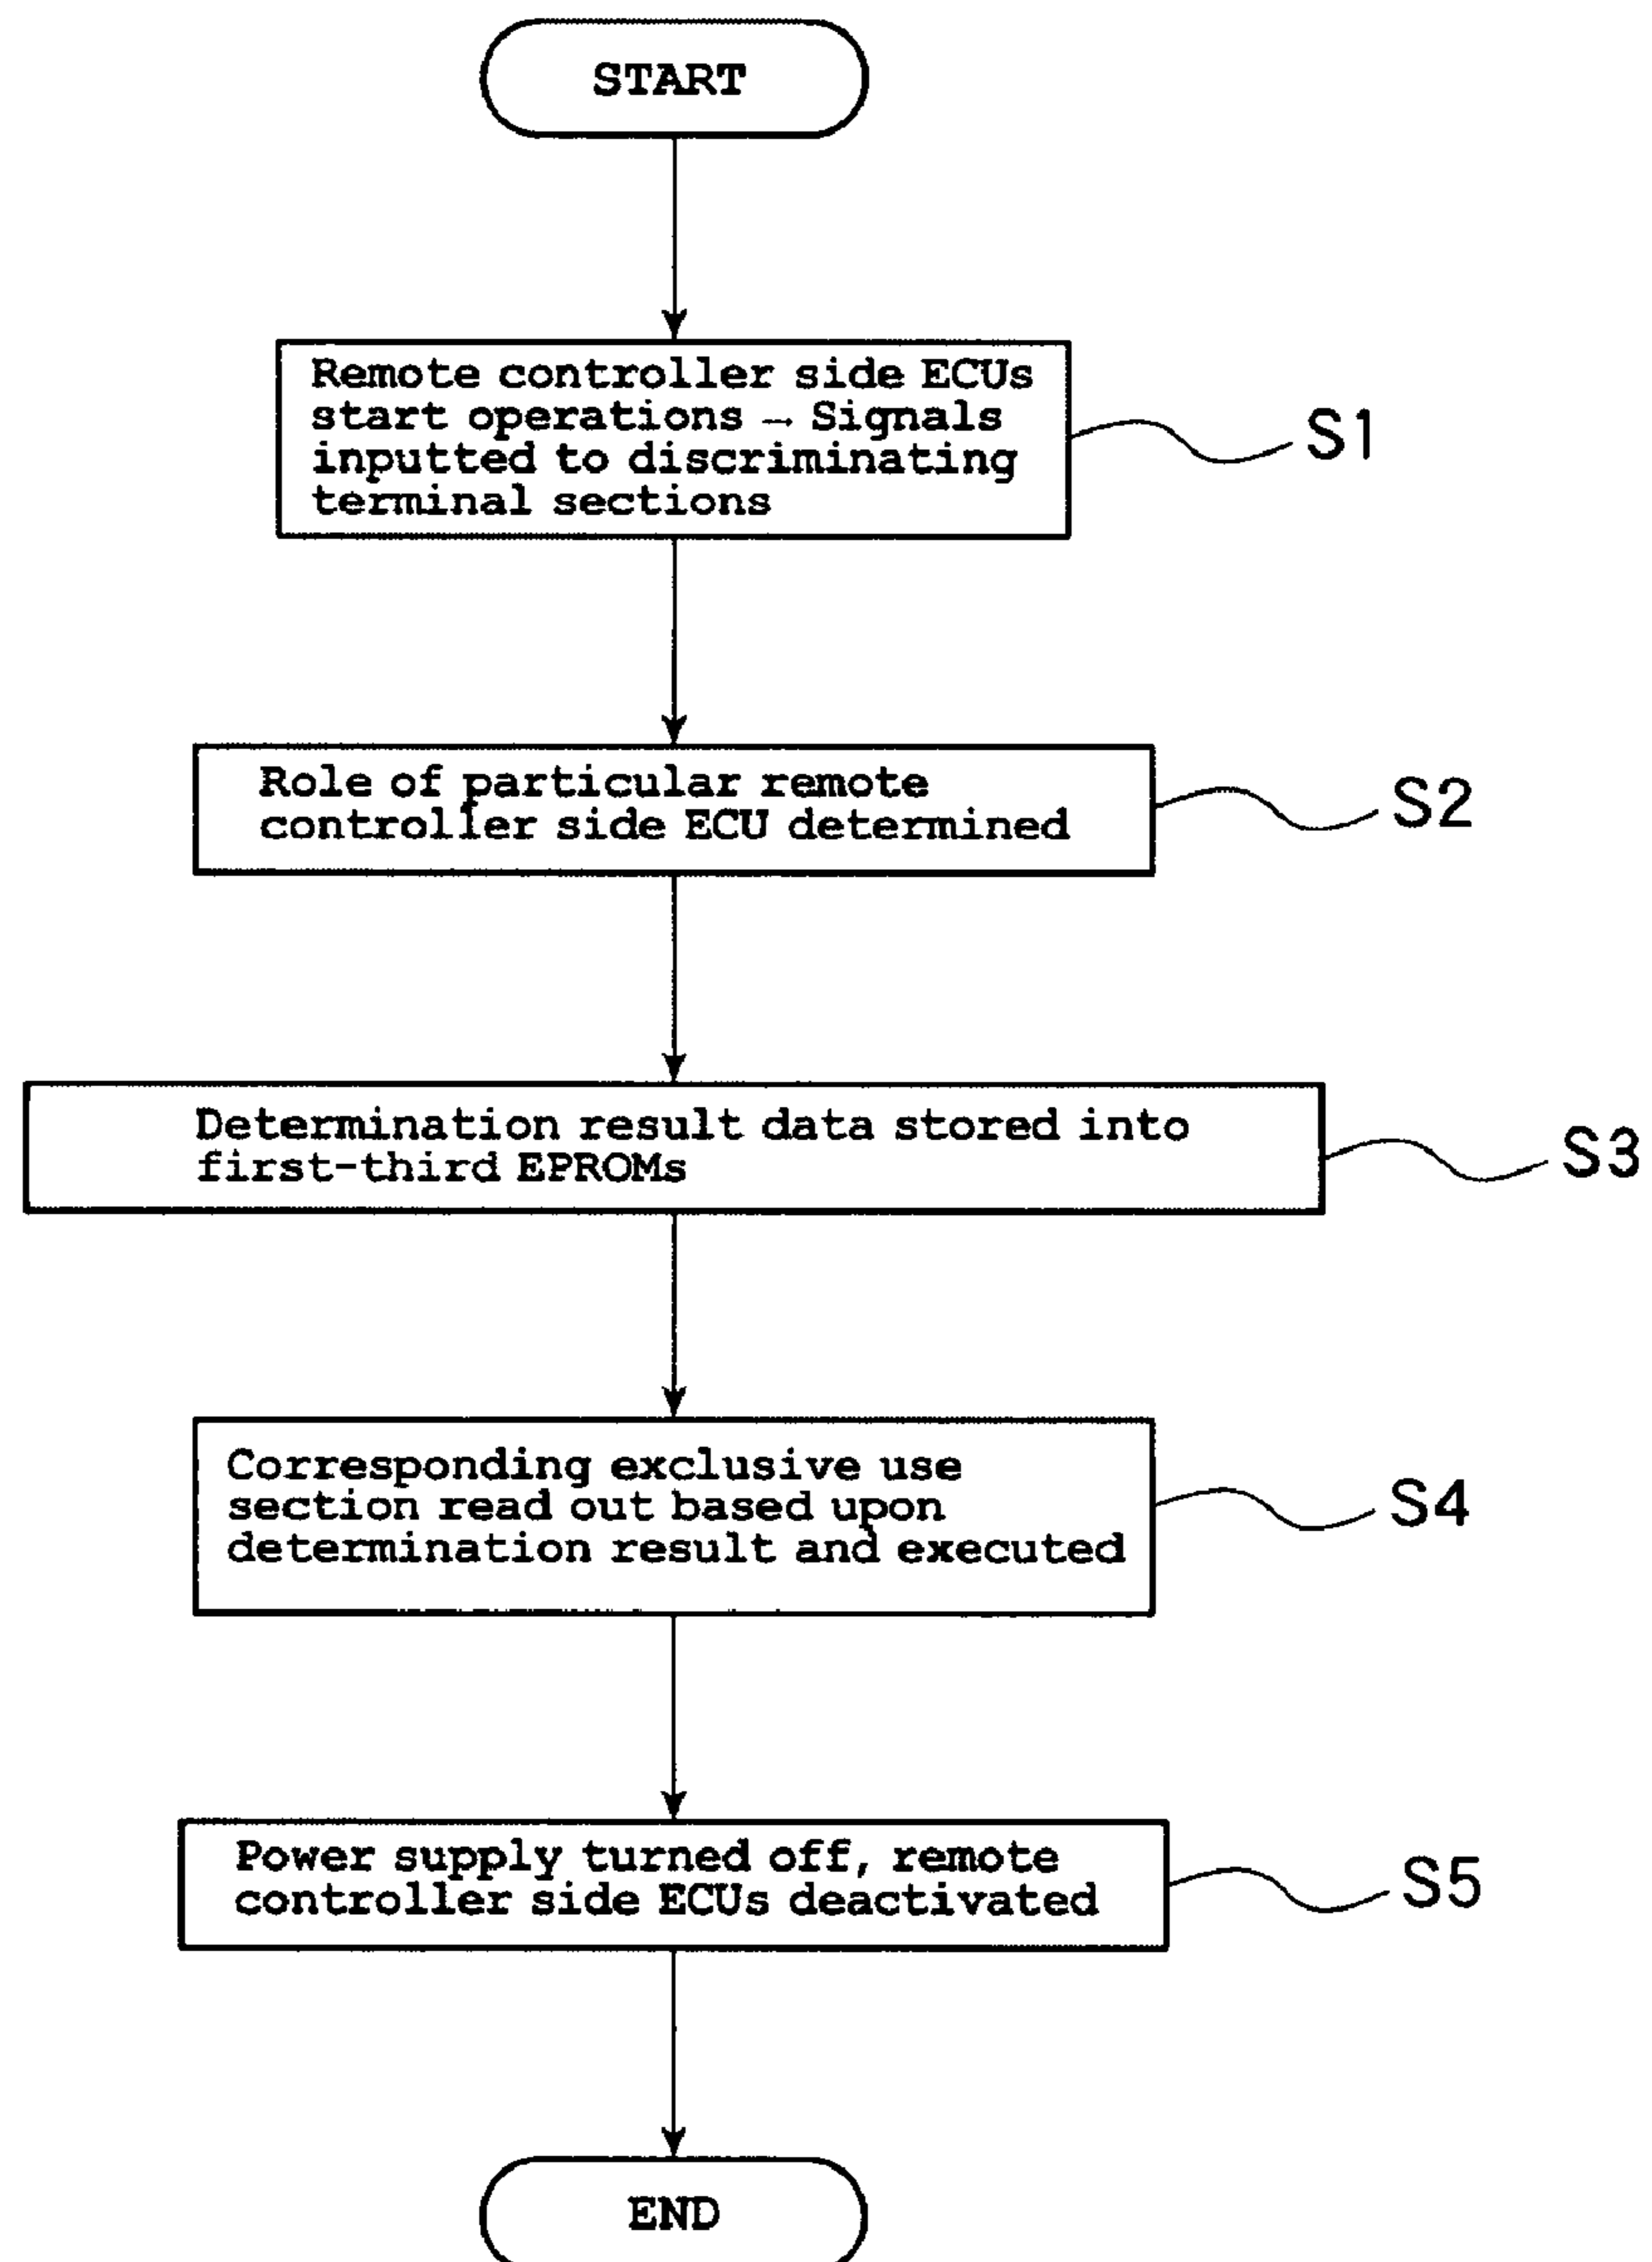 START
Remote controller side ECUs
start operations → Signals
inputted to discriminating
terminal sections
S1
Role of particular remote
controller side ECU determined
S2
Determination result data stored into
first-third EPROMs
S3
Corresponding exclusive use
section read out based upon
determination result and executed
S4
Power supply turned off, remote
controller side ECUs deactivated
S5
END